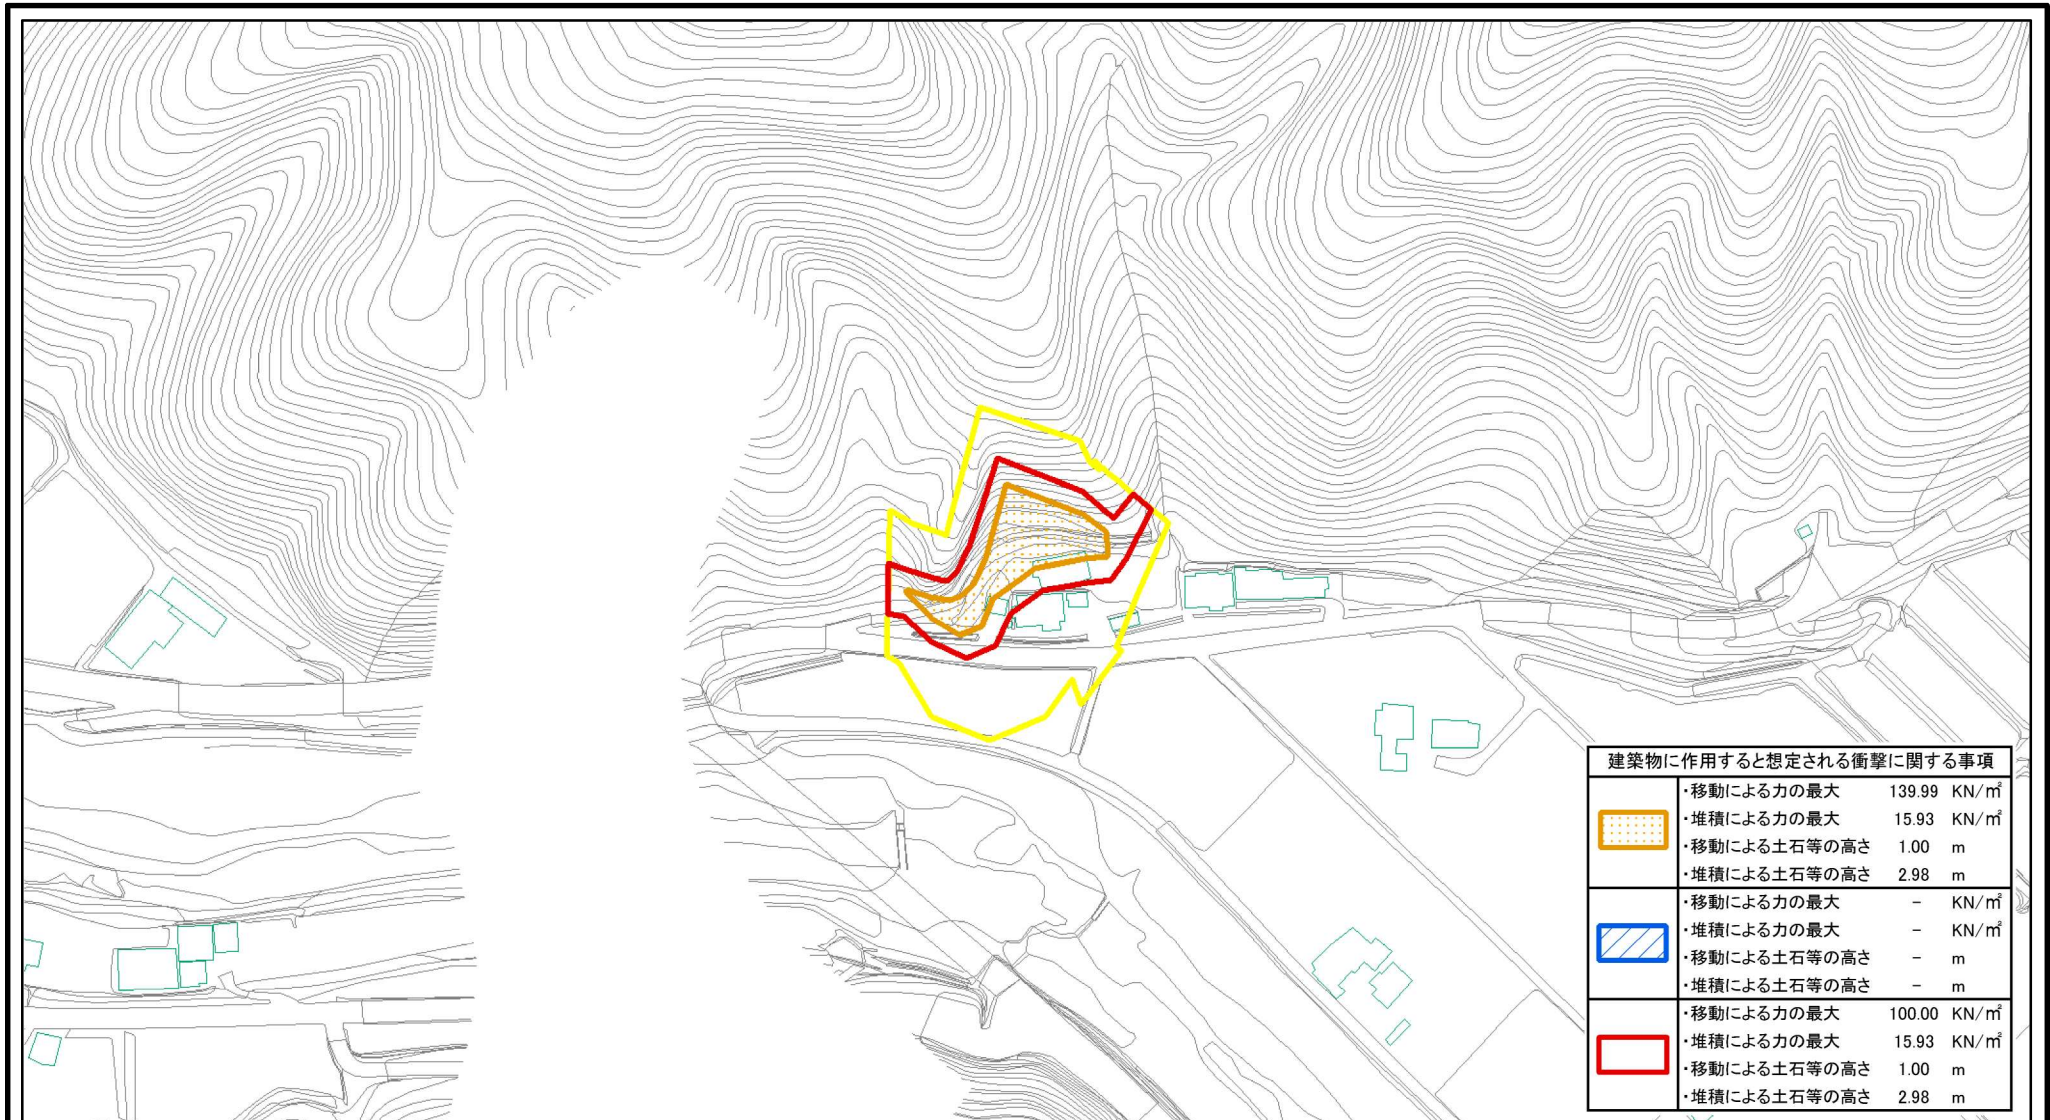 建築物に作用すると想定される衝撃に関する事項
・移動による力の最大 139.99 KN/㎡
・堆積による力の最大 15.93 KN/㎡
・移動による土石等の高さ 1.00 m
・堆積による土石等の高さ 2.98 m
・移動による力の最大 - KN/㎡
・堆積による力の最大 - KN/㎡
・移動による土石等の高さ - m
・堆積による土石等の高さ - m
・移動による力の最大 100.00 KN/㎡
・堆積による力の最大 15.93 KN/㎡
・移動による土石等の高さ 1.00 m
・堆積による土石等の高さ 2.98 m